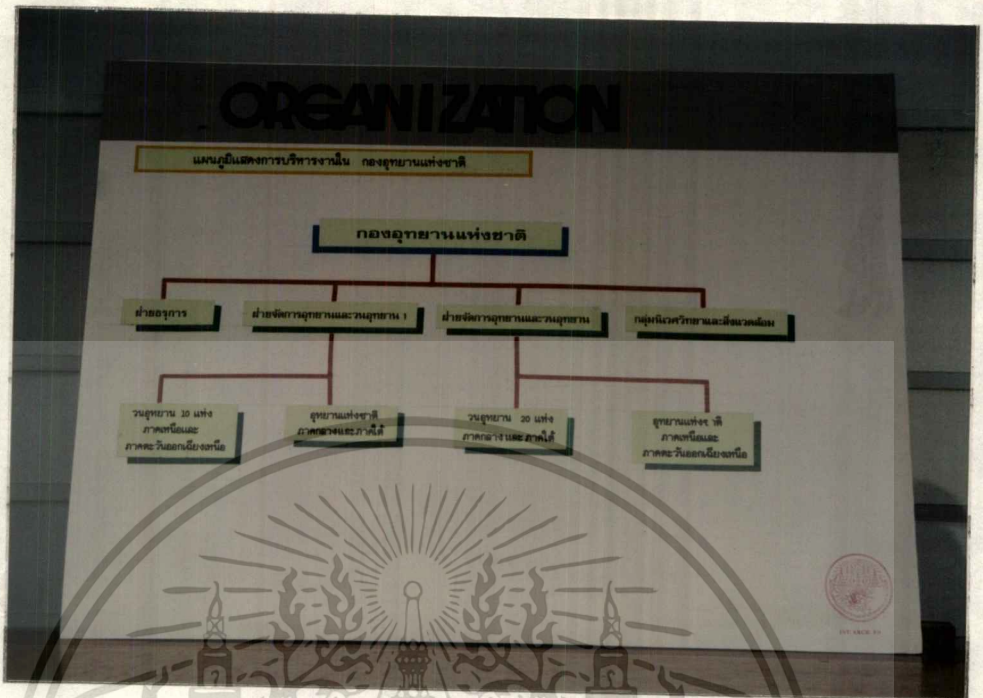 ORGANIZATION
แผนภูมิแสดงการบริหารงานใน กองอุทยานแห่งชาติ
กองอุทยานแห่งชาติ
ฝ่ายธุรการ
ฝ่ายจัดการอุทยานและวนอุทยาน 1
ฝ่ายจัดการอุทยานและวนอุทยาน
กลุ่มนิเวศวิทยาและสิ่งแวดล้อม
วนอุทยาน 10 แห่ง
ภาคเหนือและ
ภาคตะวันออกเฉียงเหนือ
อุทยานแห่งชาติ
ภาคกลางและภาคใต้
วนอุทยาน 20 แห่ง
ภาคกลาง และ ภาคใต้
อุทยานแห่งชาติ
ภาคเหนือและ
ภาคตะวันออกเฉียงเหนือ